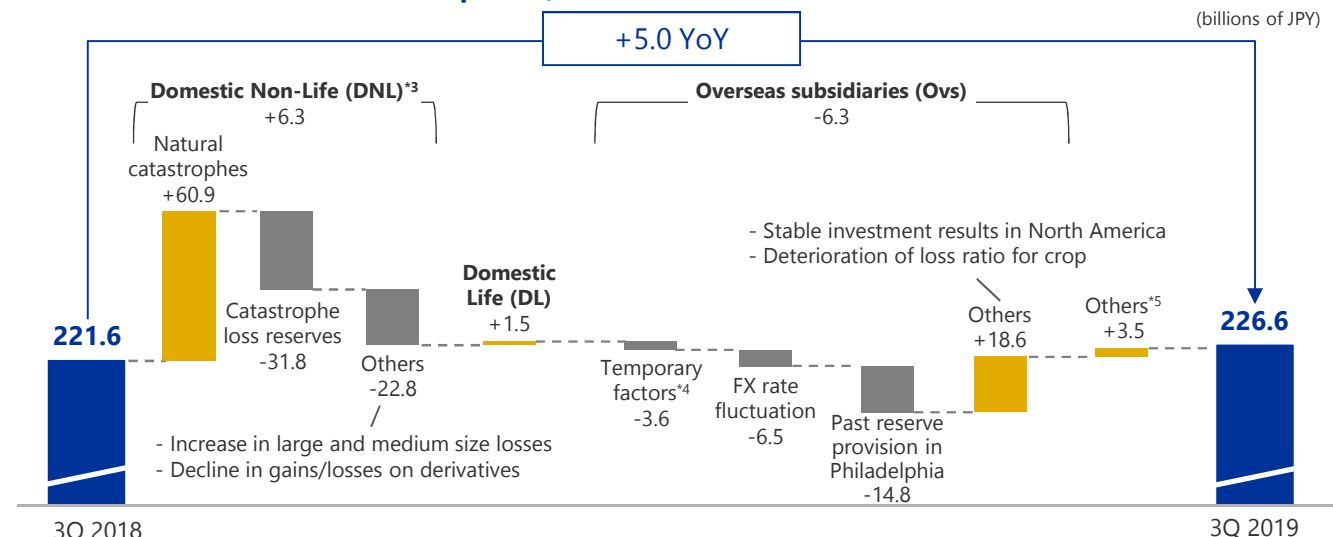 (billions of JPY)
+5.0 YoY
Domestic Non-Life (DNL)*3
+6.3
Overseas subsidiaries (Ovs)
-6.3
Natural
catastrophes
+60.9
Catastrophe
loss reserves
-31.8
Others
-22.8
- Increase in large and medium size losses
- Decline in gains/losses on derivatives
Domestic
Life (DL)
+1.5
Temporary
factors*4
-3.6
FX rate
fluctuation
-6.5
Past reserve
provision in
Philadelphia
-14.8
- Stable investment results in North America
- Deterioration of loss ratio for crop
Others
+18.6
Others*5
+3.5
221.6
226.6
3Q 2018
3Q 2019